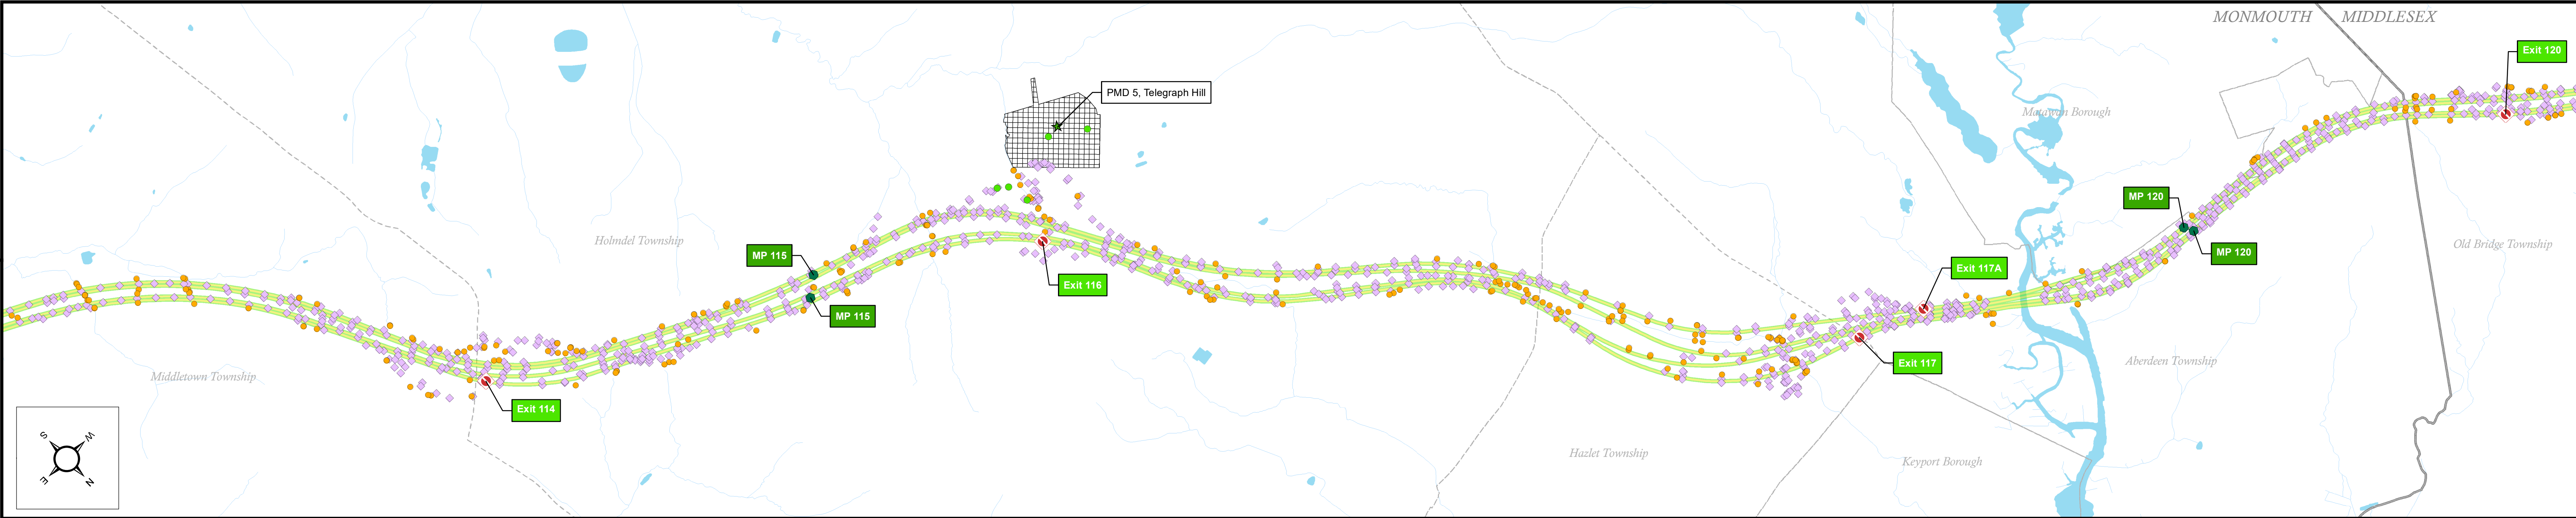 MONMOUTH
MIDDLESEX
Exit 120
PMD 5, Telegraph Hill
Matawan Borough
MP 120
Holmdel Township
Old Bridge Township
MP 115
MP 120
Exit 117A
Exit 116
MP 115
Exit 117
Aberdeen Township
Middletown Township
Exit 114
Hazlet Township
Keyport Borough
S
W
E
N